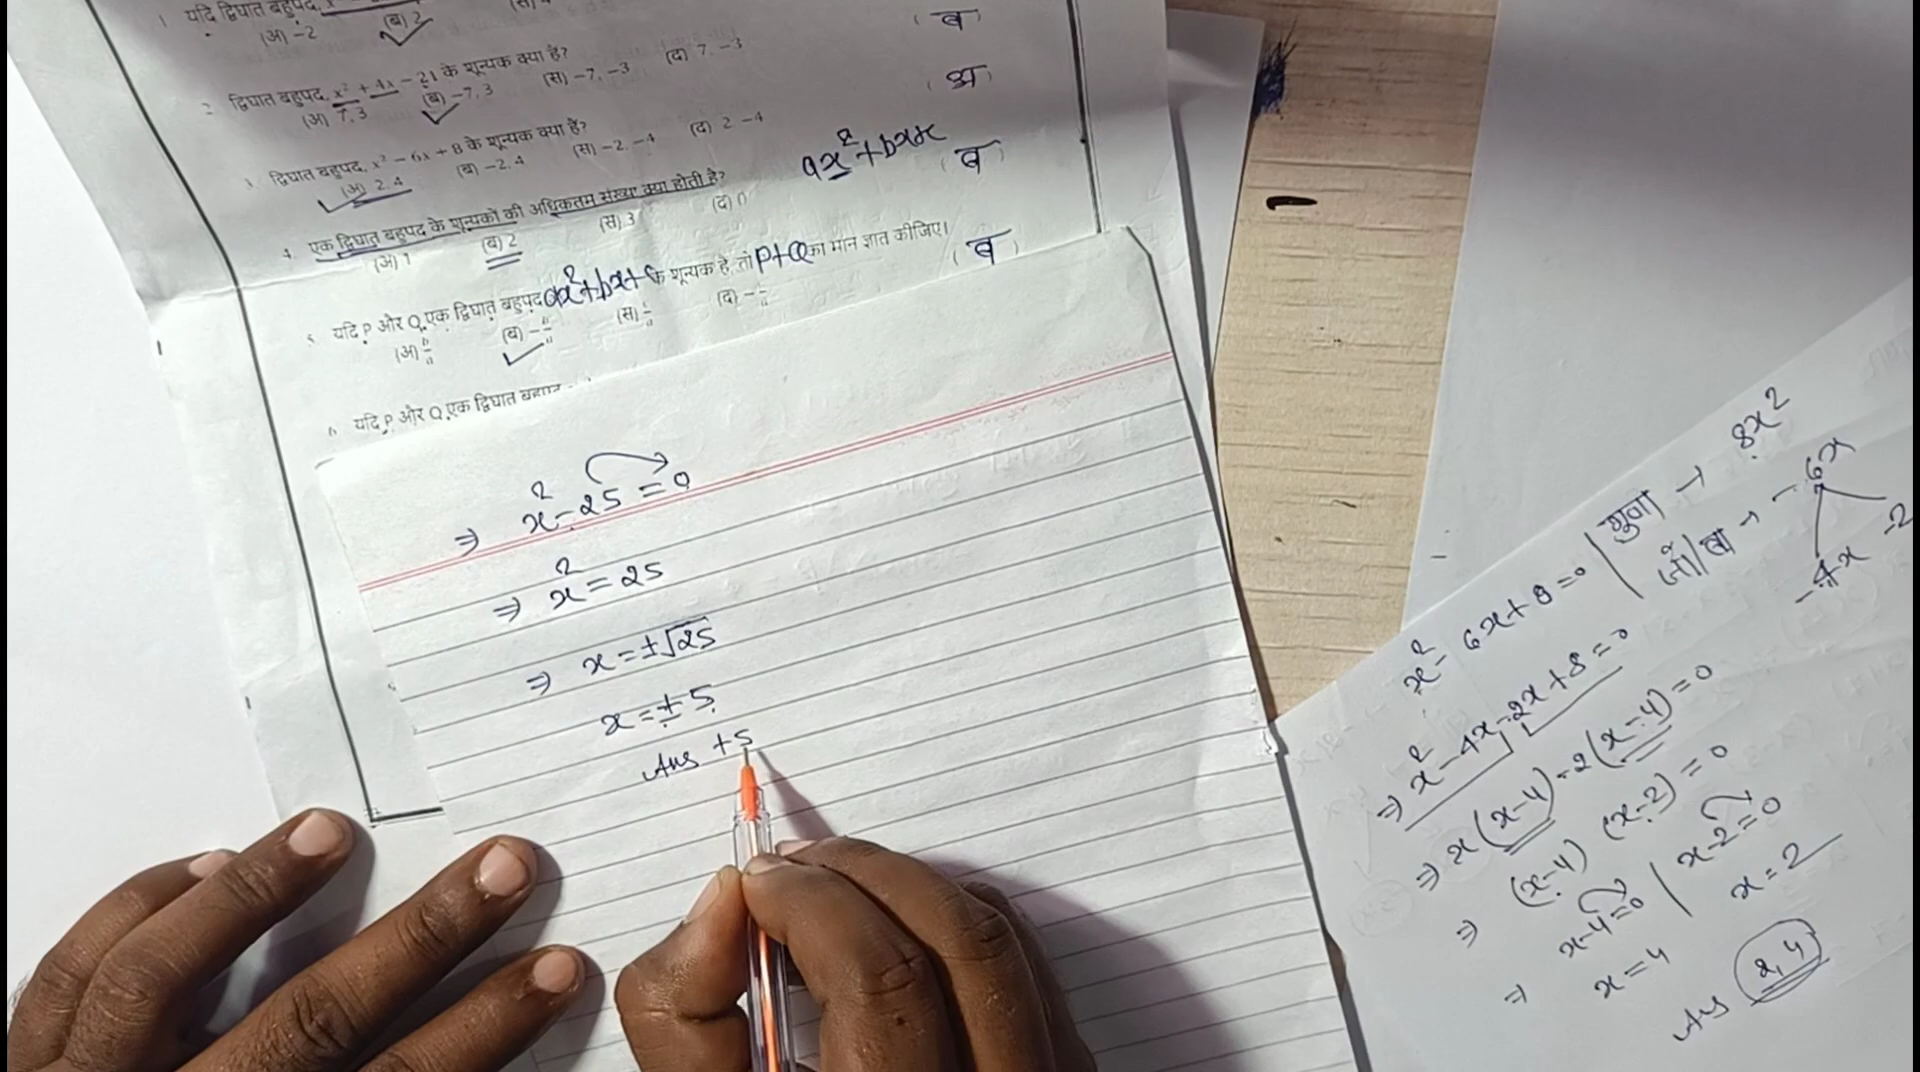 यदि द्विघात बहुपद,
(अ) -2 (ब) 2
(ब)
2. द्विघात बहुपद, x² + 4x - 21 के शून्यक क्या हैं?
(अ) 7, 3 (ब) -7, 3 (स) -7, -3 (द) 7, -3
(अ)
3. द्विघात बहुपद, x² - 6x + 8 के शून्यक क्या हैं?
(अ) 2, 4 (ब) -2, 4 (स) -2, -4 (द) 2, -4
ax²+bx+c
(ब)
4. एक द्विघात बहुपद के शून्यकों की अधिकतम संख्या क्या होती है?
(अ) 1 (ब) 2 (स) 3 (द) 0
(ब)
5. यदि P और Q, एक द्विघात बहुपद ax²+bx+c के शून्यक है, तो P+Q का मान ज्ञात कीजिए।
(अ) b/a (ब) -b/a (स) (द)
यदि P और Q, एक द्विघात
⇒ x²-25=0
⇒ x²=25
⇒ x=±√25
x=±5
Ans +5
x²-6x+8=0 | गुणा → 8x²
जो/घा → -6x
-4x -2
⇒ x²-4x-2x+8=0
⇒ x(x-4)-2(x-4)=0
⇒ (x-4) (x-2)=0
⇒ x-4=0 | x-2=0
x=4 x=2
Ans 2,4